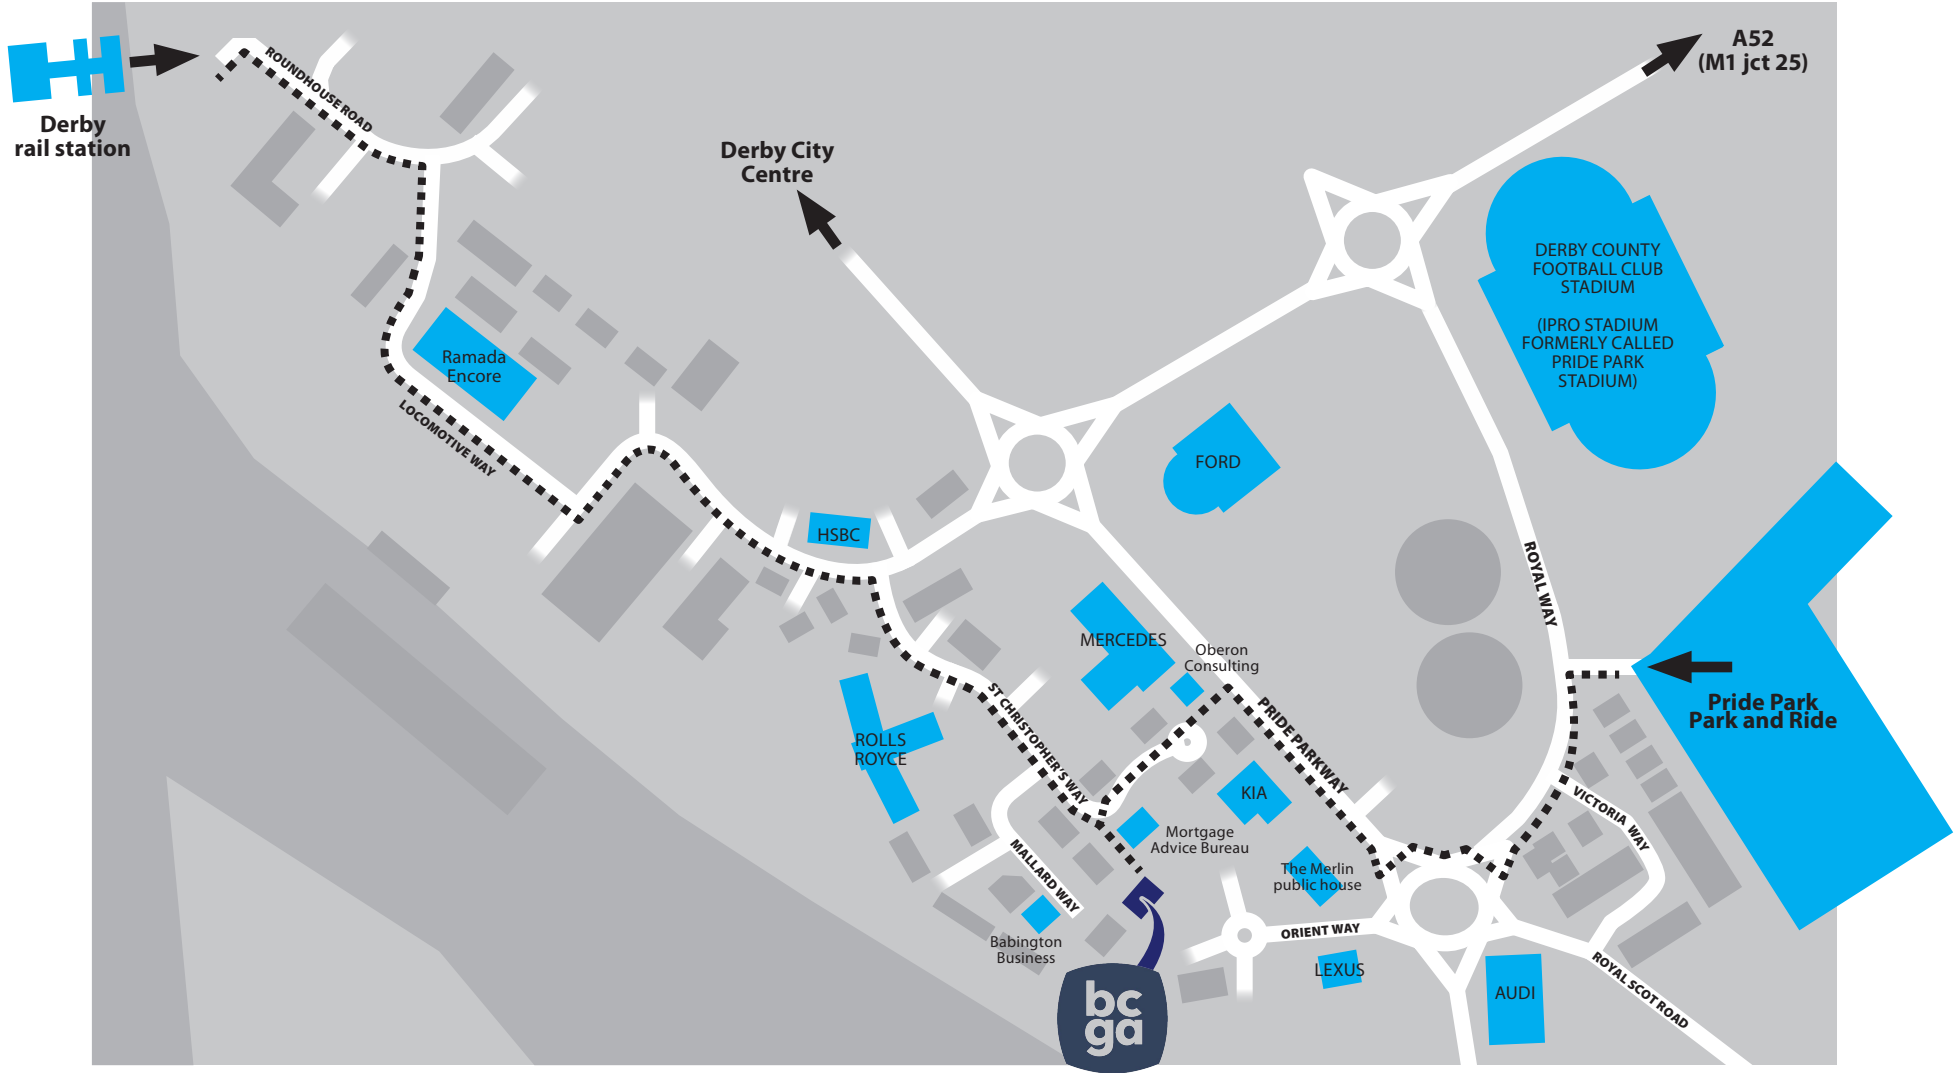 A52
(M1 jct 25)
ROUNDHOUSE ROAD
Derby
rail station
Derby City
Centre
DERBY COUNTY
FOOTBALL CLUB
STADIUM
(IPRO STADIUM
FORMERLY CALLED
PRIDE PARK
STADIUM)
Ramada
Encore
LOCOMOTIVE WAY
FORD
HSBC
ROYAL WAY
MERCEDES
Oberon
Consulting
Pride Park
Park and Ride
ST CHRISTOPHER'S WAY
PRIDE PARKWAY
ROLLS
ROYCE
KIA
VICTORIA WAY
Mortgage
Advice Bureau
MALLARD WAY
The Merlin
public house
Babington
Business
ORIENT WAY
LEXUS
AUDI
ROYAL SCOT ROAD
bc
ga